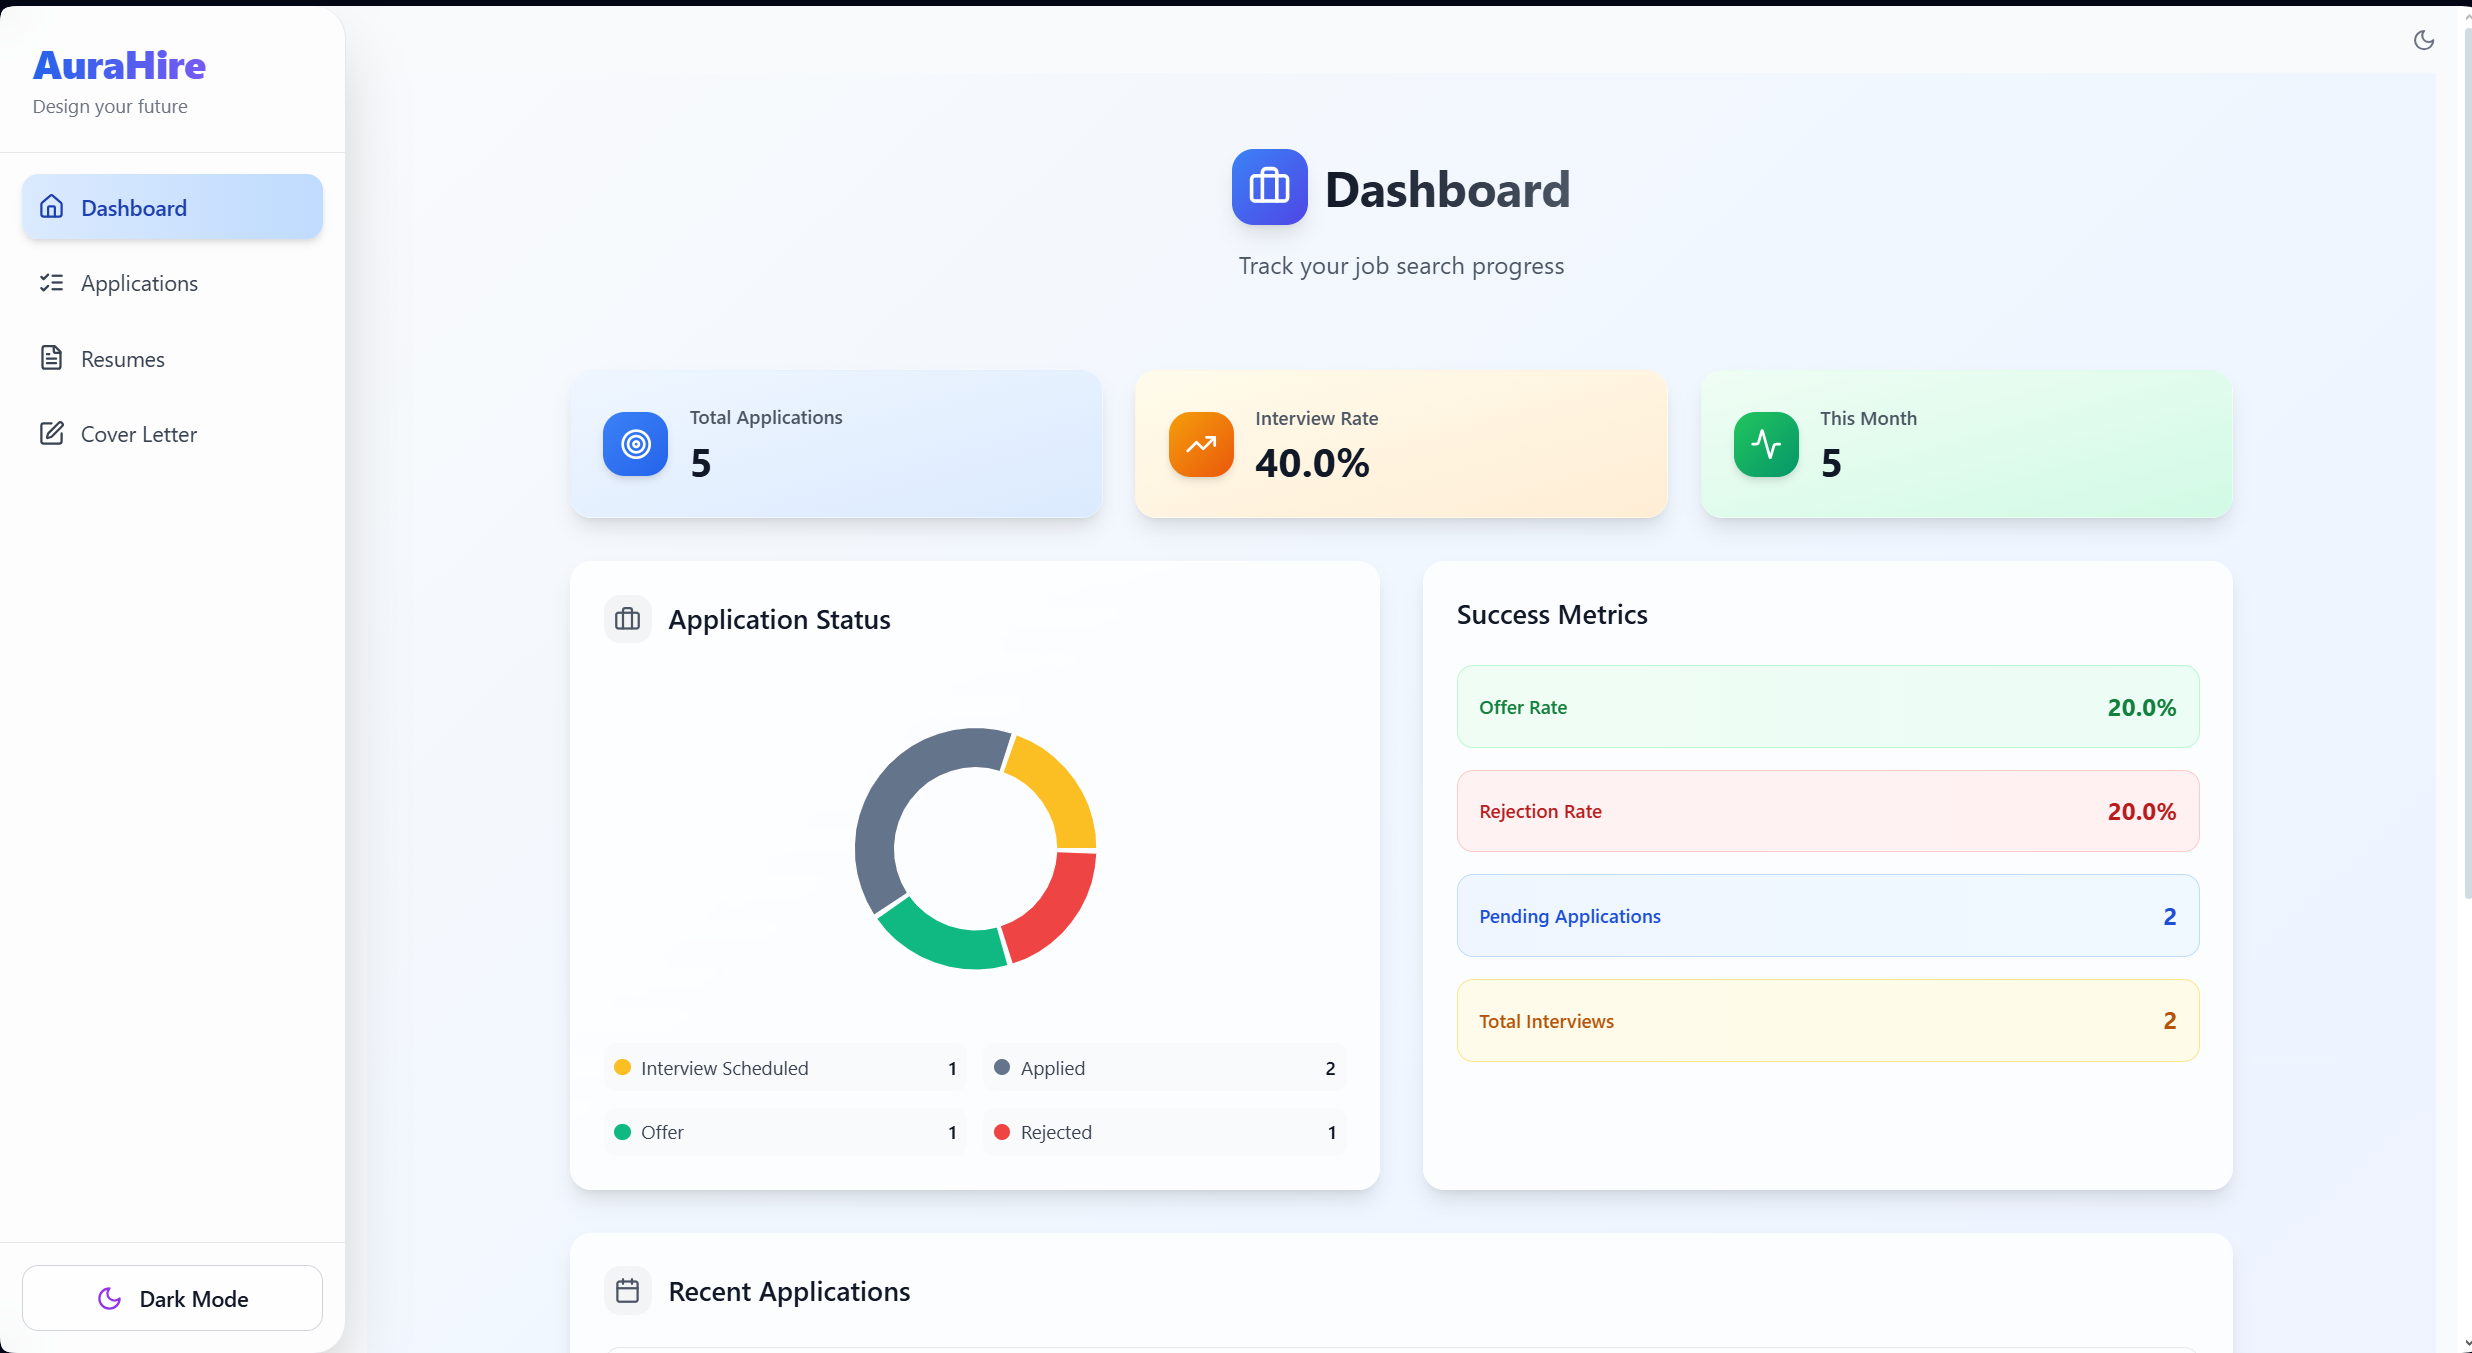 AuraHire
Design your future
Dashboard
Applications
Resumes
Cover Letter
Dark Mode
Dashboard
Track your job search progress
Total Applications
5
Interview Rate
40.0%
This Month
5
Application Status
Interview Scheduled 1
Applied 2
Offer 1
Rejected 1
Success Metrics
Offer Rate 20.0%
Rejection Rate 20.0%
Pending Applications 2
Total Interviews 2
Recent Applications